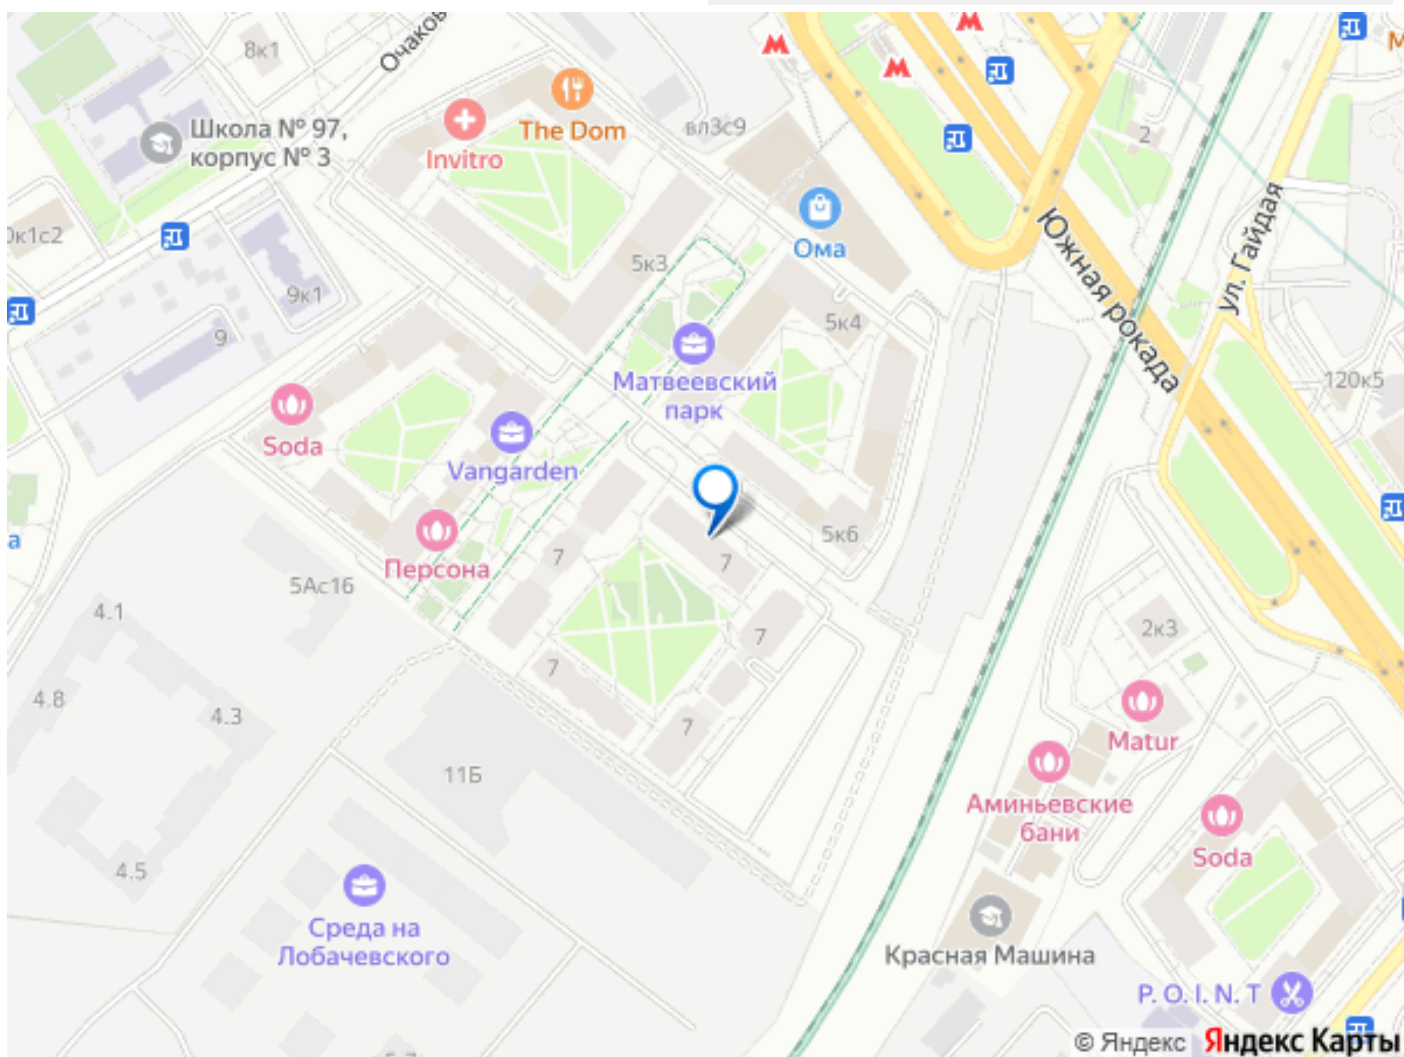 Очаков
8к1
М
The Dom
Школа № 97,
корпус № 3
Invitro
вл3с9
2
0к1с2
Ома
Южная рокада
ул. Гайдая
5к3
9к1
5к4
9
Матвеевский
парк
120к5
Soda
Vangarden
5к6
а
Персона
7
7
5Ас16
4.1
7
2к3
7
4.8
4.3
7
Matur
11Б
Аминьевские
бани
4.5
Soda
Среда на
Лобачевского
Красная Машина
P. O. I. N. T
© Яндекс Яндекс Карты